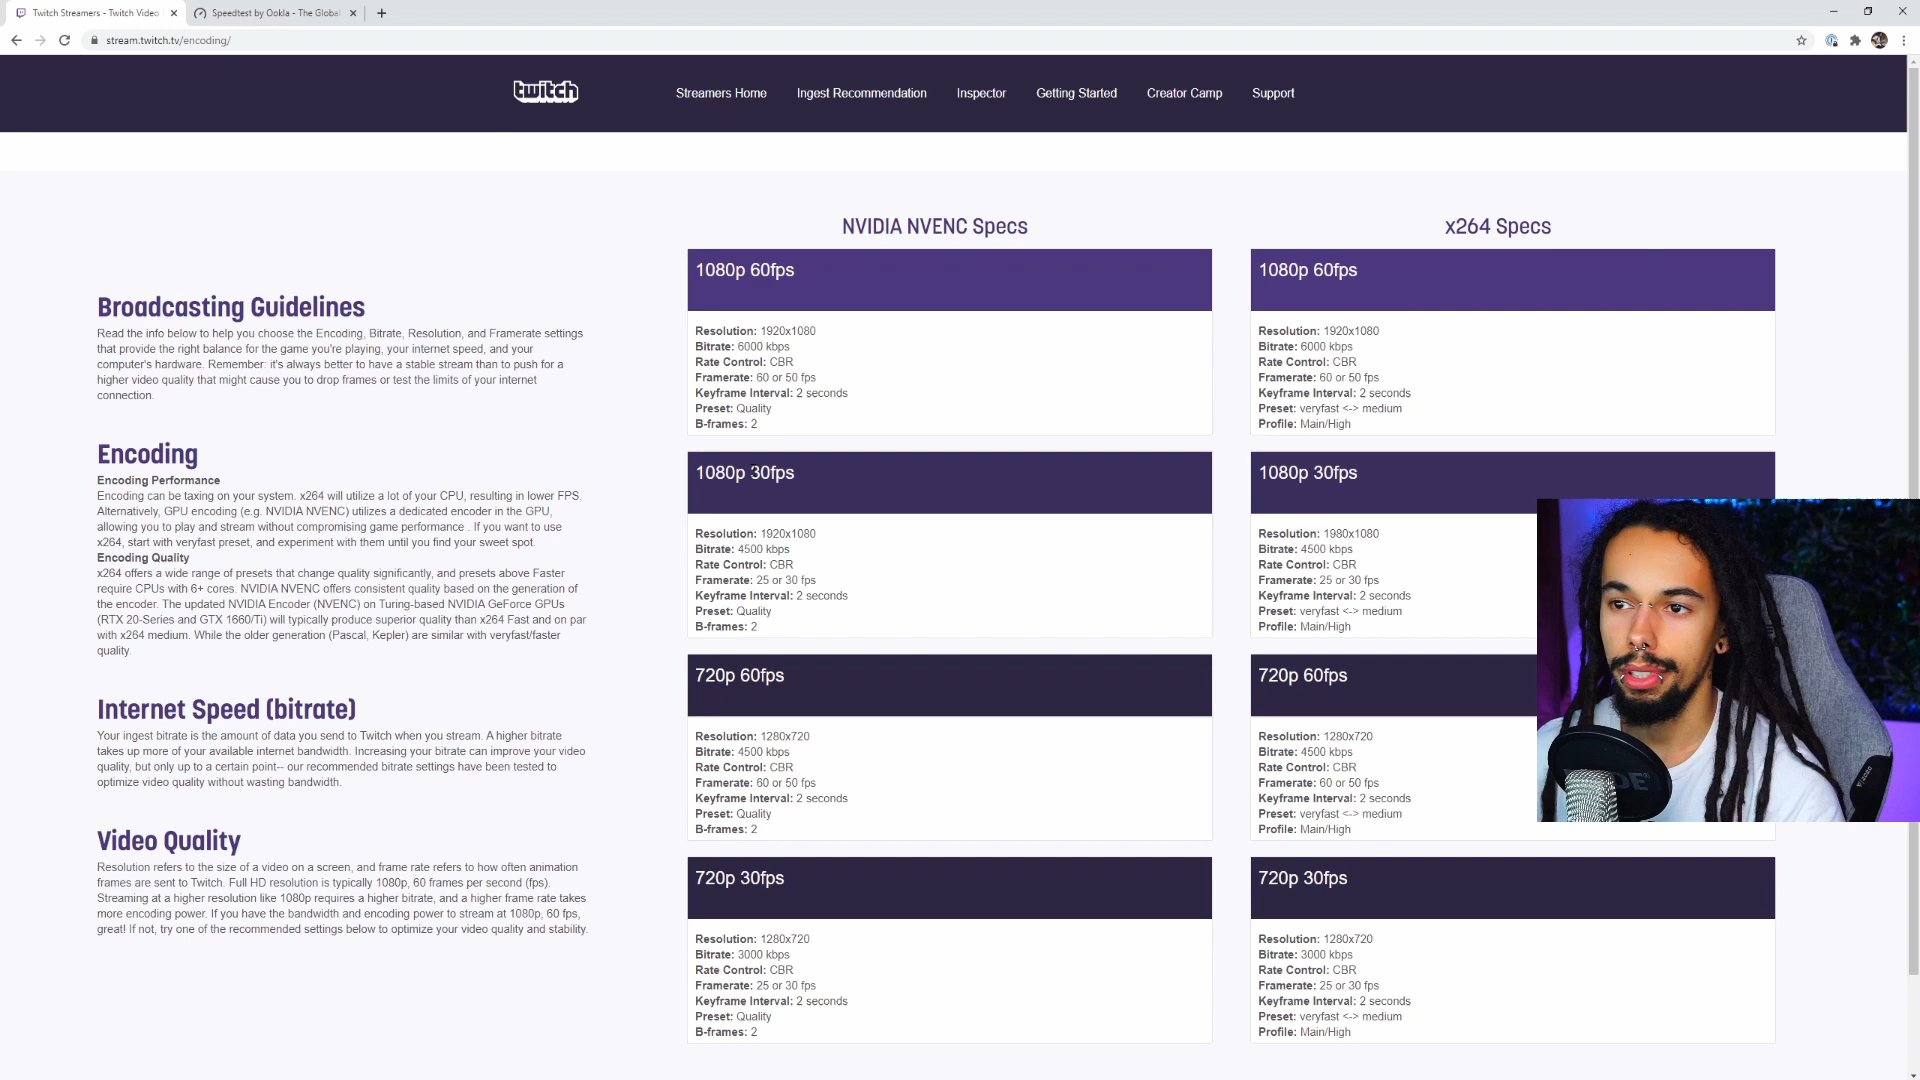 Twitch Streamers - Twitch Video
Speedtest by Ookla - The Global
stream.twitch.tv/encoding/
twitch
Streamers Home
Ingest Recommendation
Inspector
Getting Started
Creator Camp
Support
Broadcasting Guidelines
Read the info below to help you choose the Encoding, Bitrate, Resolution, and Framerate settings
that provide the right balance for the game you're playing, your internet speed, and your
computer's hardware. Remember: it's always better to have a stable stream than to push for a
higher video quality that might cause you to drop frames or test the limits of your internet
connection.
Encoding
Encoding Performance
Encoding can be taxing on your system. x264 will utilize a lot of your CPU, resulting in lower FPS.
Alternatively, GPU encoding (e.g. NVIDIA NVENC) utilizes a dedicated encoder in the GPU,
allowing you to play and stream without compromising game performance . If you want to use
x264, start with veryfast preset, and experiment with them until you find your sweet spot.
Encoding Quality
x264 offers a wide range of presets that change quality significantly, and presets above Faster
require CPUs with 6+ cores. NVIDIA NVENC offers consistent quality based on the generation of
the encoder. The updated NVIDIA Encoder (NVENC) on Turing-based NVIDIA GeForce GPUs
(RTX 20-Series and GTX 1660/Ti) will typically produce superior quality than x264 Fast and on par
with x264 medium. While the older generation (Pascal, Kepler) are similar with veryfast/faster
quality.
Internet Speed (bitrate)
Your ingest bitrate is the amount of data you send to Twitch when you stream. A higher bitrate
takes up more of your available internet bandwidth. Increasing your bitrate can improve your video
quality, but only up to a certain point-- our recommended bitrate settings have been tested to
optimize video quality without wasting bandwidth.
Video Quality
Resolution refers to the size of a video on a screen, and frame rate refers to how often animation
frames are sent to Twitch. Full HD resolution is typically 1080p, 60 frames per second (fps).
Streaming at a higher resolution like 1080p requires a higher bitrate, and a higher frame rate takes
more encoding power. If you have the bandwidth and encoding power to stream at 1080p, 60 fps,
great! If not, try one of the recommended settings below to optimize your video quality and stability.
NVIDIA NVENC Specs
1080p 60fps
Resolution: 1920x1080
Bitrate: 6000 kbps
Rate Control: CBR
Framerate: 60 or 50 fps
Keyframe Interval: 2 seconds
Preset: Quality
B-frames: 2
1080p 30fps
Resolution: 1920x1080
Bitrate: 4500 kbps
Rate Control: CBR
Framerate: 25 or 30 fps
Keyframe Interval: 2 seconds
Preset: Quality
B-frames: 2
720p 60fps
Resolution: 1280x720
Bitrate: 4500 kbps
Rate Control: CBR
Framerate: 60 or 50 fps
Keyframe Interval: 2 seconds
Preset: Quality
B-frames: 2
720p 30fps
Resolution: 1280x720
Bitrate: 3000 kbps
Rate Control: CBR
Framerate: 25 or 30 fps
Keyframe Interval: 2 seconds
Preset: Quality
B-frames: 2
x264 Specs
1080p 60fps
Resolution: 1920x1080
Bitrate: 6000 kbps
Rate Control: CBR
Framerate: 60 or 50 fps
Keyframe Interval: 2 seconds
Preset: veryfast <-> medium
Profile: Main/High
1080p 30fps
Resolution: 1980x1080
Bitrate: 4500 kbps
Rate Control: CBR
Framerate: 25 or 30 fps
Keyframe Interval: 2 seconds
Preset: veryfast <-> medium
Profile: Main/High
720p 60fps
Resolution: 1280x720
Bitrate: 4500 kbps
Rate Control: CBR
Framerate: 60 or 50 fps
Keyframe Interval: 2 seconds
Preset: veryfast <-> medium
Profile: Main/High
720p 30fps
Resolution: 1280x720
Bitrate: 3000 kbps
Rate Control: CBR
Framerate: 25 or 30 fps
Keyframe Interval: 2 seconds
Preset: veryfast <-> medium
Profile: Main/High